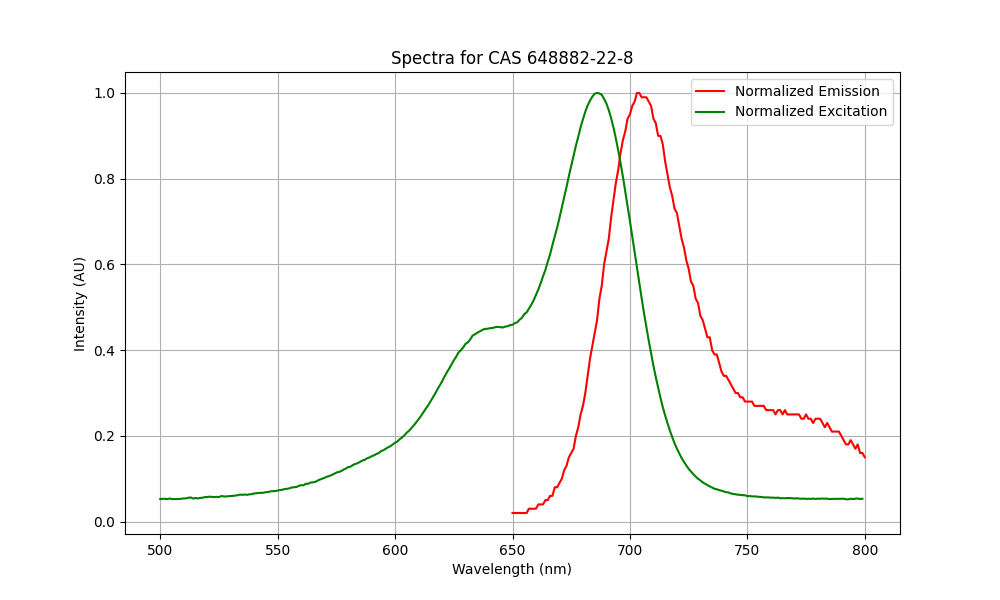 Spectra for CAS 648882-22-8
Normalized Emission
Normalized Excitation
Intensity (AU)
1.0
0.8
0.6
0.4
0.2
0.0
500 550 600 650 700 750 800
Wavelength (nm)